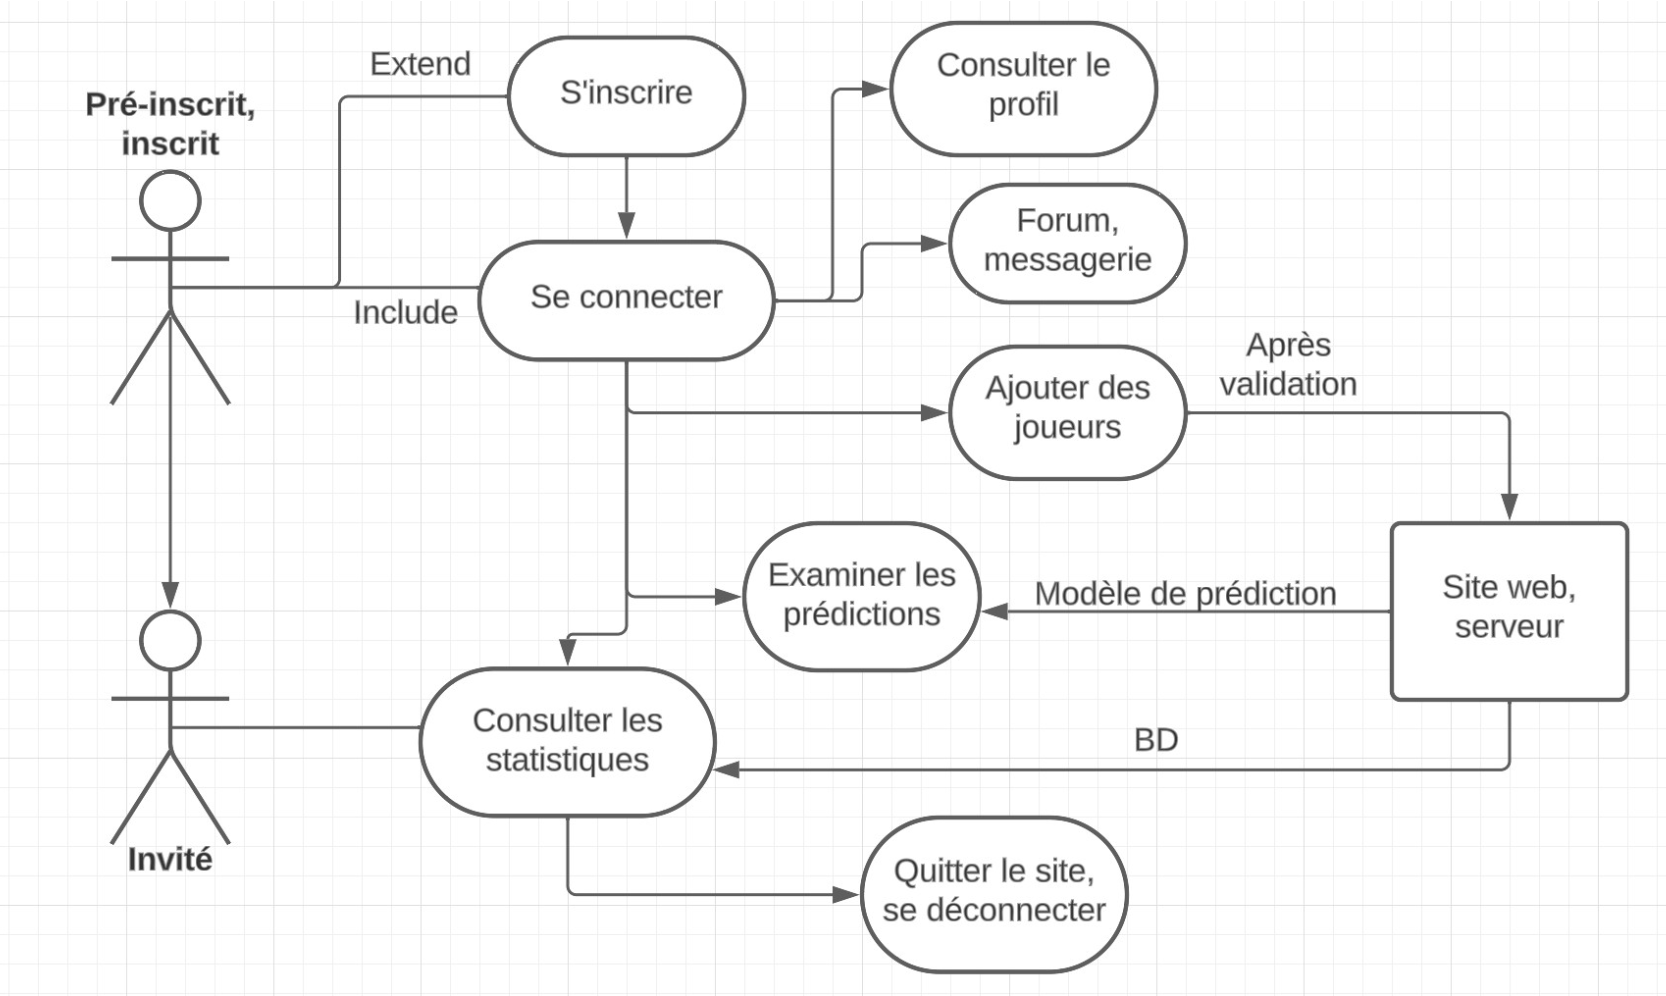 Extend
S'inscrire
Consulter le
profil
Pré-inscrit,
inscrit
Forum,
messagerie
Se connecter
Include
Après
validation
Ajouter des
joueurs
Examiner les
prédictions
Modèle de prédiction
Site web,
serveur
Consulter les
statistiques
BD
Invité
Quitter le site,
se déconnecter